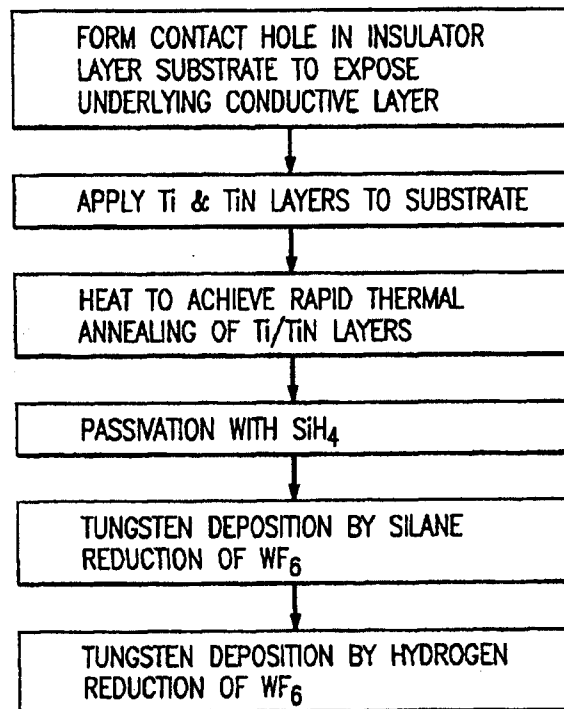 FORM CONTACT HOLE IN INSULATOR
LAYER SUBSTRATE TO EXPOSE
UNDERLYING CONDUCTIVE LAYER
APPLY Ti & TiN LAYERS TO SUBSTRATE
HEAT TO ACHIEVE RAPID THERMAL
ANNEALING OF Ti/TiN LAYERS
PASSIVATION WITH SiH₄
TUNGSTEN DEPOSITION BY SILANE
REDUCTION OF WF₆
TUNGSTEN DEPOSITION BY HYDROGEN
REDUCTION OF WF₆